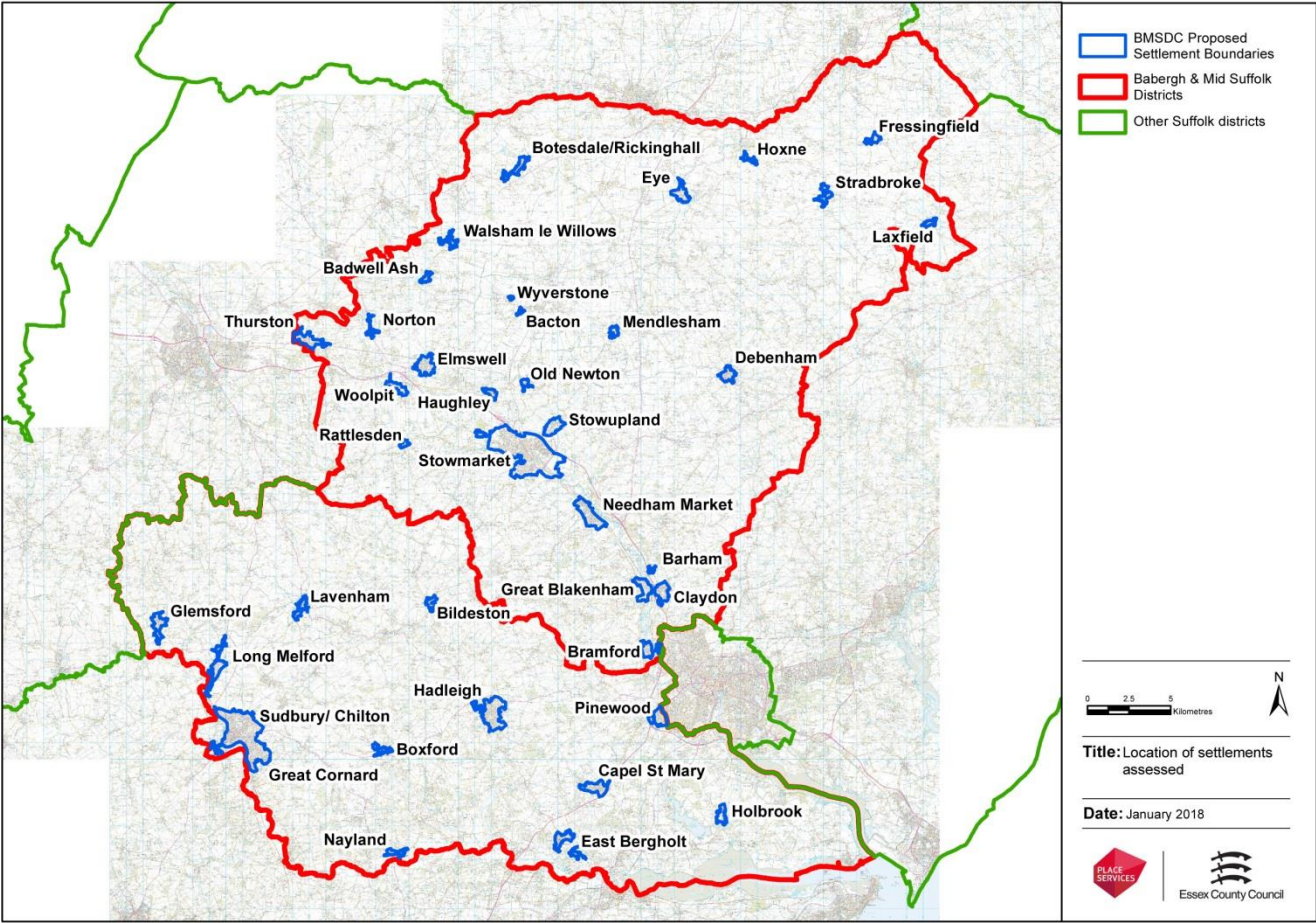 BMSDC Proposed
Settlement Boundaries
Babergh & Mid Suffolk
Districts
Other Suffolk districts
Fressingfield
Botesdale/Rickinghall
Hoxne
Eye
Stradbroke
Laxfield
Walsham le Willows
Badwell Ash
Wyverstone
Bacton
Mendlesham
Thurston
Norton
Elmswell
Debenham
Old Newton
Woolpit
Haughley
Stowupland
Rattlesden
Stowmarket
Needham Market
Barham
Great Blakenham
Claydon
Lavenham
Bildeston
Glemsford
Bramford
Long Melford
Hadleigh
Pinewood
Sudbury/ Chilton
Boxford
Great Cornard
Capel St Mary
Holbrook
Nayland
East Bergholt
N
0 2.5 5
Kilometres
Title: Location of settlements
assessed
Date: January 2018
PLACE
SERVICES
Essex County Council